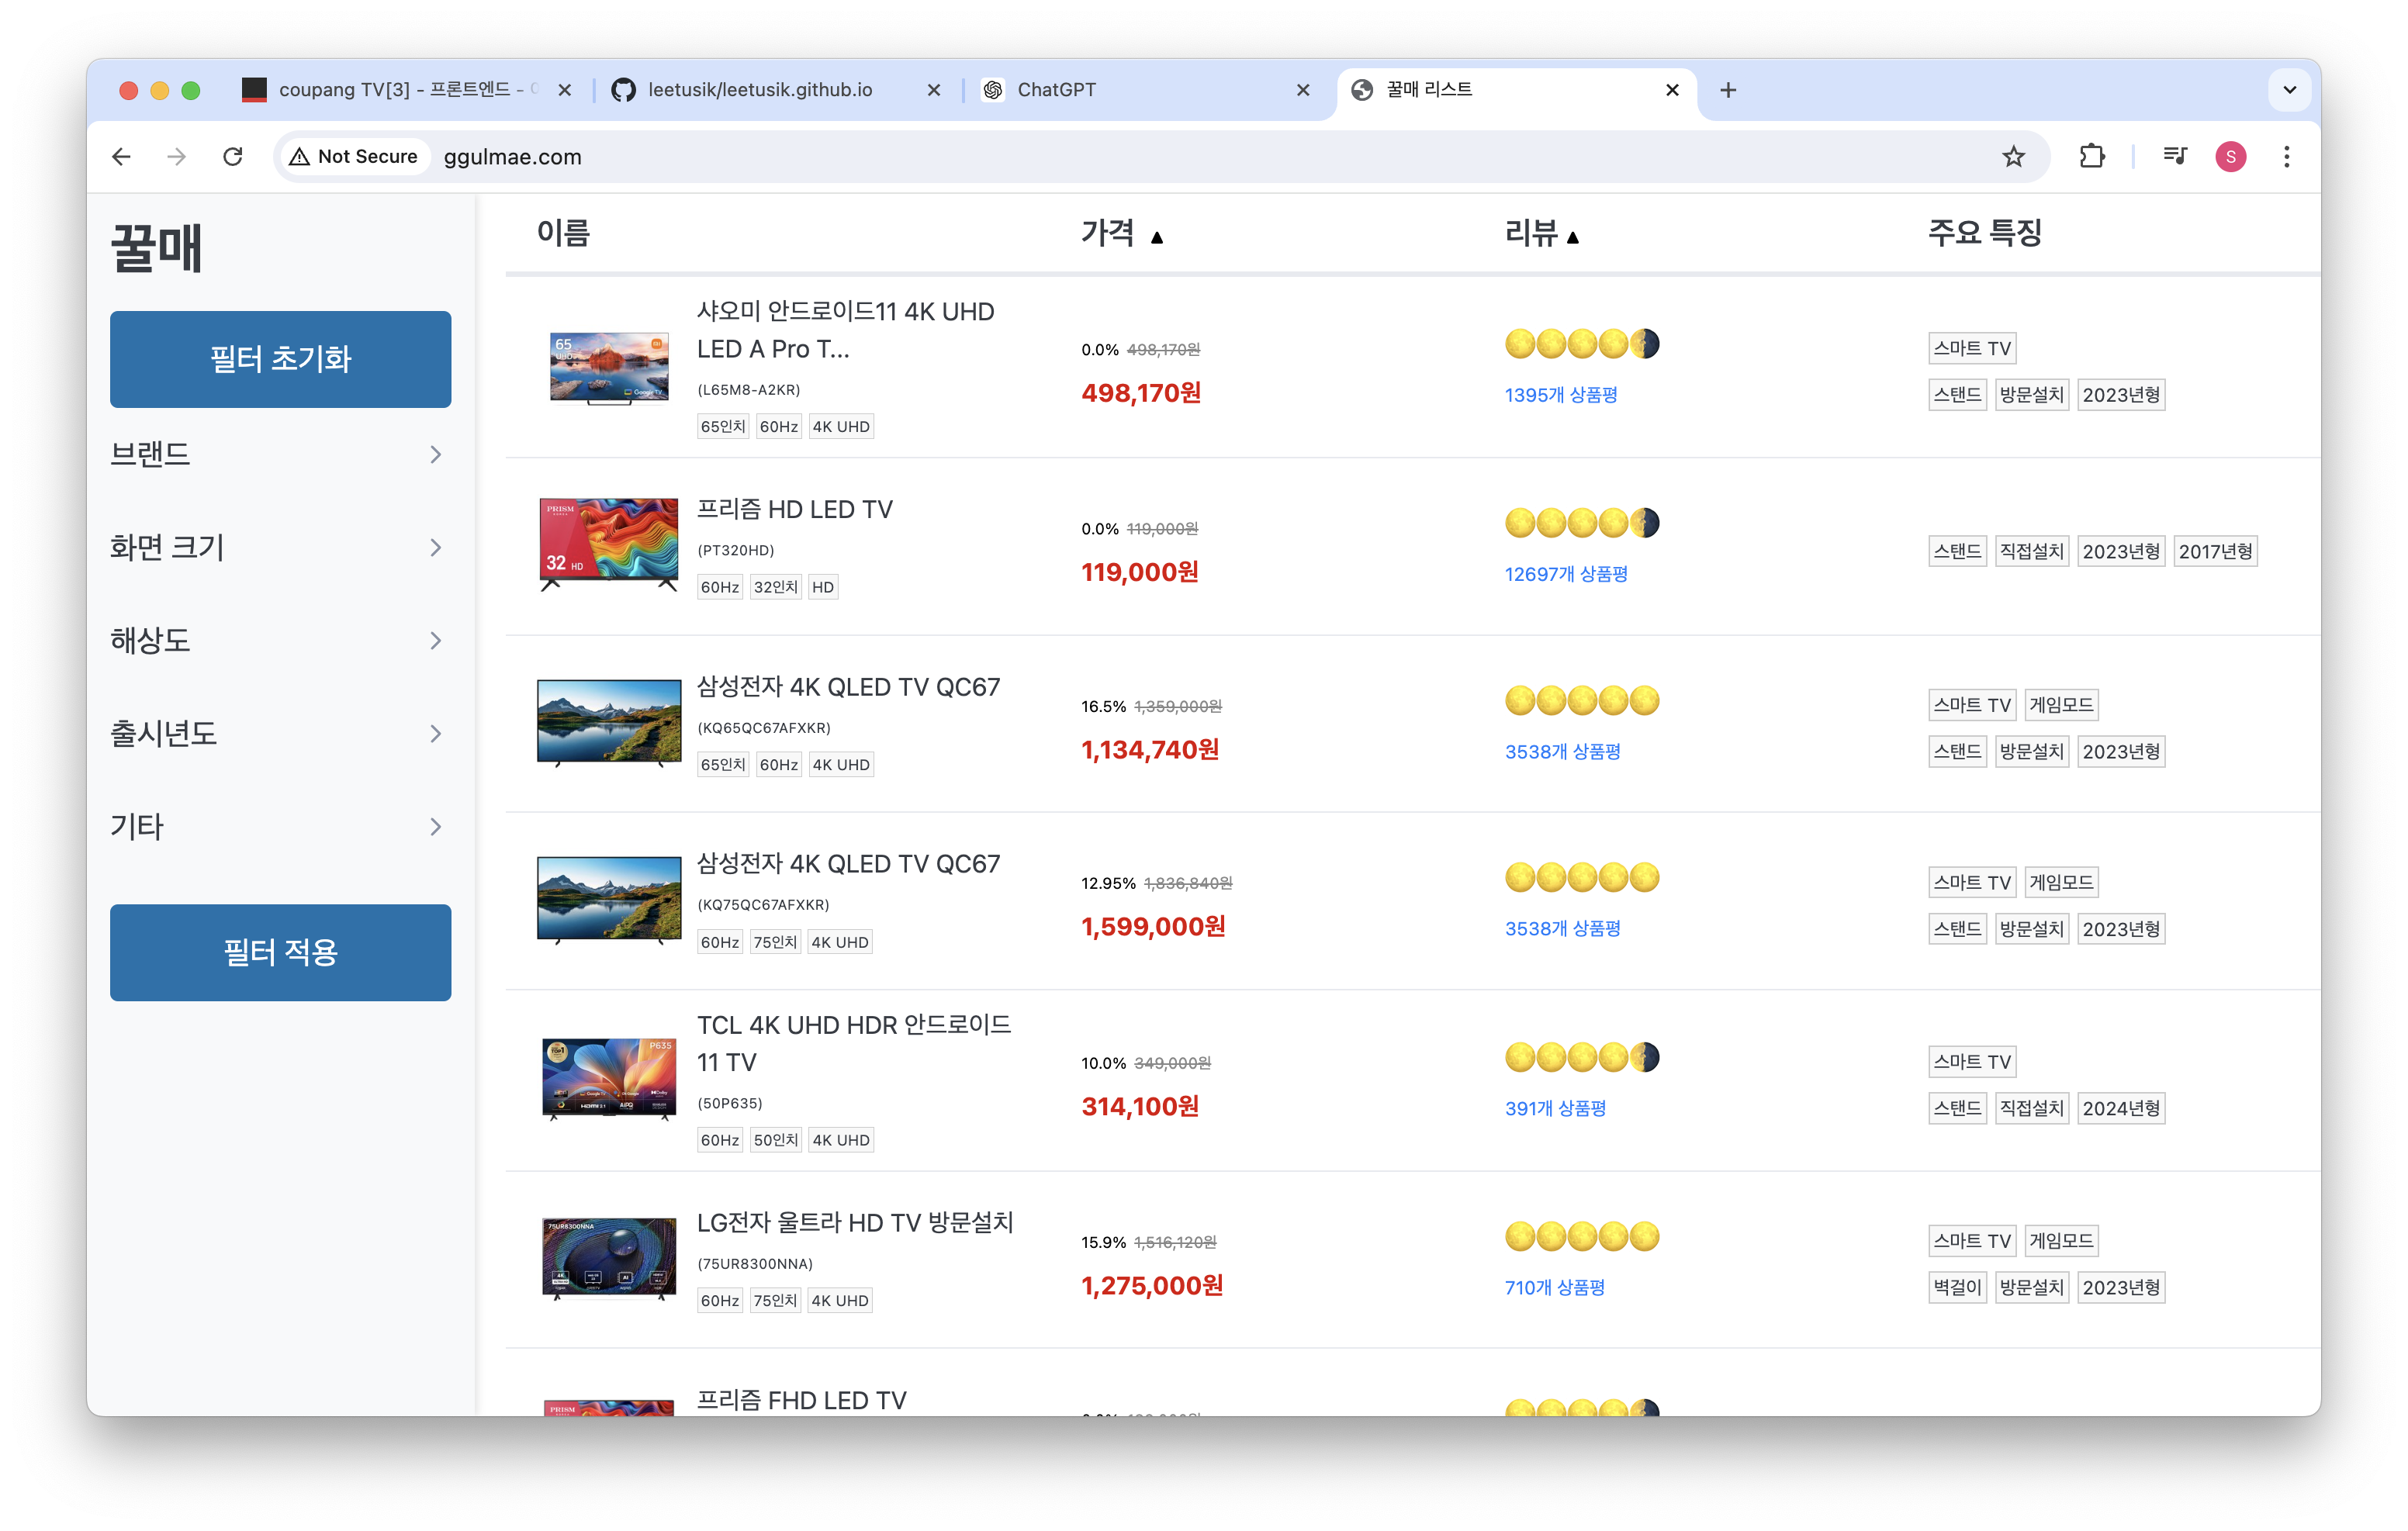 coupang TV[3] - 프론트엔드 -
leetusik/leetusik.github.io
ChatGPT
꿀매 리스트
Not Secure
ggulmae.com
S
꿀매
필터 초기화
브랜드
화면 크기
해상도
출시년도
기타
필터 적용
이름 가격 ▲ 리뷰 ▲ 주요 특징
65
Google TV
샤오미 안드로이드11 4K UHD
LED A Pro T...
(L65M8-A2KR)
65인치 60Hz 4K UHD
0.0% 498,170원
498,170원
1395개 상품평
스마트 TV
스탠드 방문설치 2023년형
PRISM
32 HD
프리즘 HD LED TV
(PT320HD)
60Hz 32인치 HD
0.0% 119,000원
119,000원
12697개 상품평
스탠드 직접설치 2023년형 2017년형
삼성전자 4K QLED TV QC67
(KQ65QC67AFXKR)
65인치 60Hz 4K UHD
16.5% 1,359,000원
1,134,740원
3538개 상품평
스마트 TV 게임모드
스탠드 방문설치 2023년형
삼성전자 4K QLED TV QC67
(KQ75QC67AFXKR)
60Hz 75인치 4K UHD
12.95% 1,836,840원
1,599,000원
3538개 상품평
스마트 TV 게임모드
스탠드 방문설치 2023년형
P635
HDMI 2.1
TCL 4K UHD HDR 안드로이드
11 TV
(50P635)
60Hz 50인치 4K UHD
10.0% 349,000원
314,100원
391개 상품평
스마트 TV
스탠드 직접설치 2024년형
75UR8300NNA
LG전자 울트라 HD TV 방문설치
(75UR8300NNA)
60Hz 75인치 4K UHD
15.9% 1,516,120원
1,275,000원
710개 상품평
스마트 TV 게임모드
벽걸이 방문설치 2023년형
PRISM
프리즘 FHD LED TV